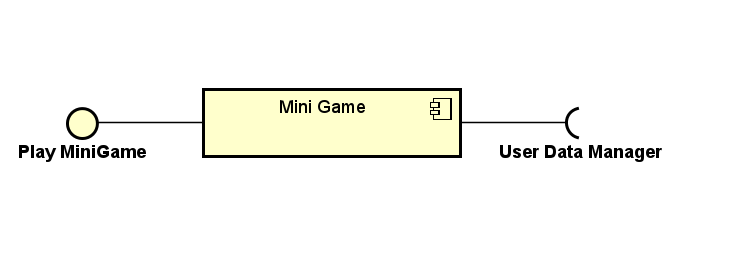 Mini Game
Play MiniGame
User Data Manager